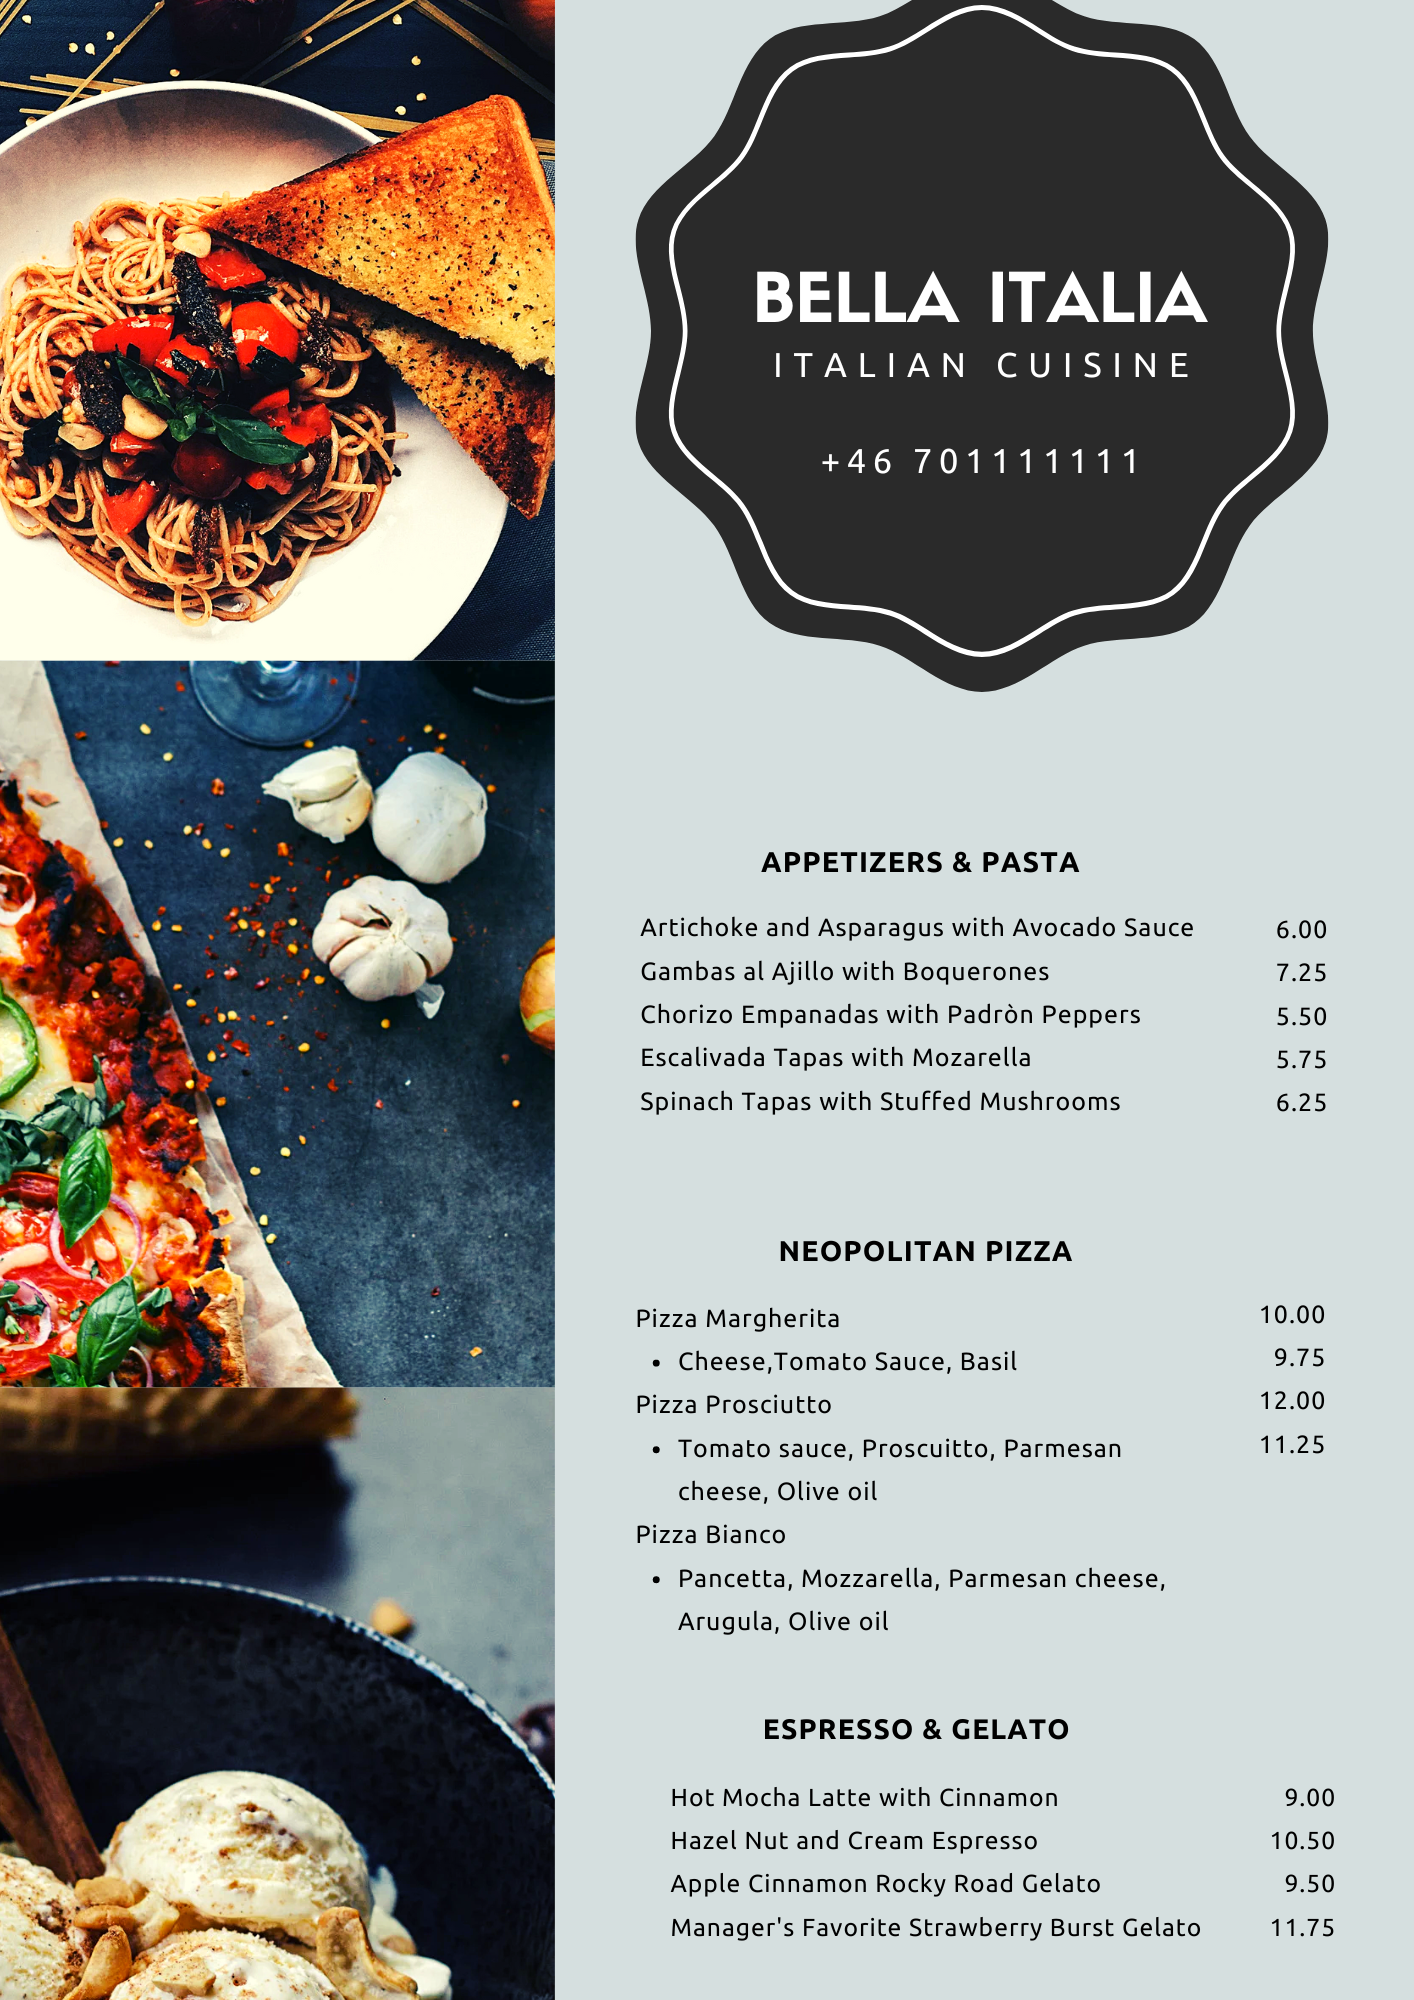 BELLA ITALIA
ITALIAN CUISINE
+46 701111111
APPETIZERS & PASTA
Artichoke and Asparagus with Avocado Sauce 6.00
Gambas al Ajillo with Boquerones 7.25
Chorizo Empanadas with Padròn Peppers 5.50
Escalivada Tapas with Mozarella 5.75
Spinach Tapas with Stuffed Mushrooms 6.25
NEOPOLITAN PIZZA
Pizza Margherita 10.00
• Cheese,Tomato Sauce, Basil 9.75
Pizza Prosciutto 12.00
• Tomato sauce, Proscuitto, Parmesan 11.25
cheese, Olive oil
Pizza Bianco
• Pancetta, Mozzarella, Parmesan cheese,
Arugula, Olive oil
ESPRESSO & GELATO
Hot Mocha Latte with Cinnamon 9.00
Hazel Nut and Cream Espresso 10.50
Apple Cinnamon Rocky Road Gelato 9.50
Manager's Favorite Strawberry Burst Gelato 11.75